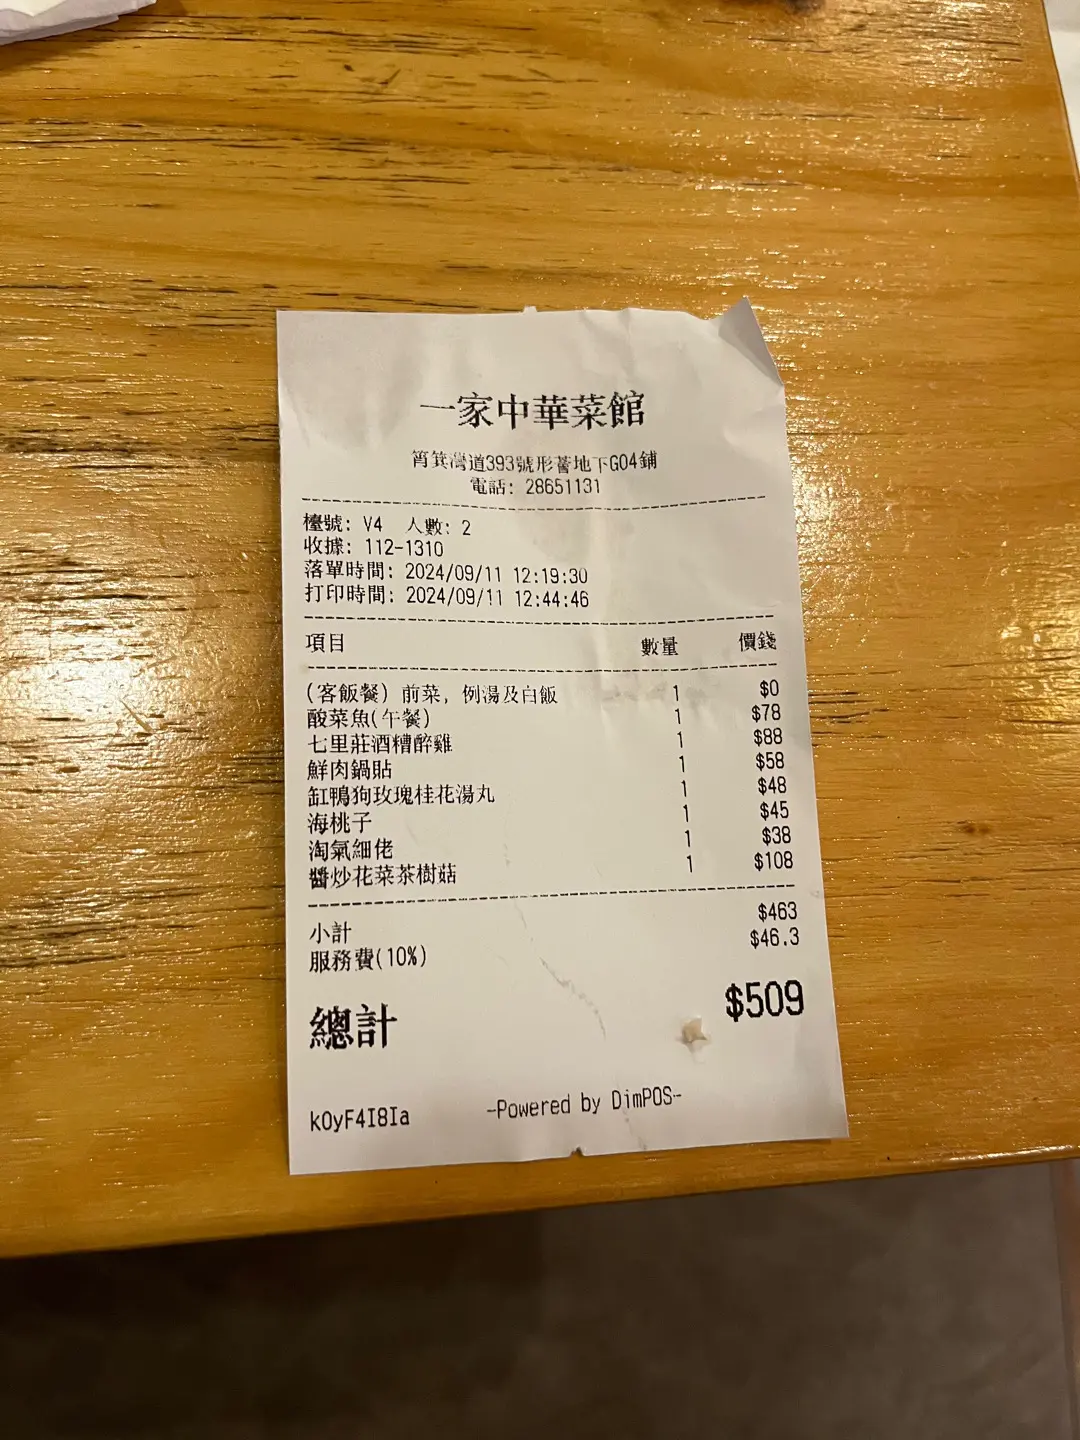 一家中華菜館
筲箕灣道393號形薈地下G04鋪
電話: 28651131
檯號: V4 人數: 2
收據: 112-1310
落單時間: 2024/09/11 12:19:30
打印時間: 2024/09/11 12:44:46
項目 數量 價錢
(客飯餐) 前菜, 例湯及白飯 1 $0
酸菜魚(午餐) 1 $78
七里莊酒糟醉雞 1 $88
鮮肉鍋貼 1 $58
缸鴨狗玫瑰桂花湯丸 1 $48
海桃子 1 $45
淘氣細佬 1 $38
醬炒花菜茶樹菇 1 $108
小計 $463
服務費(10%) $46.3
總計 $509
kOyF4I8Ia -Powered by DimPOS-